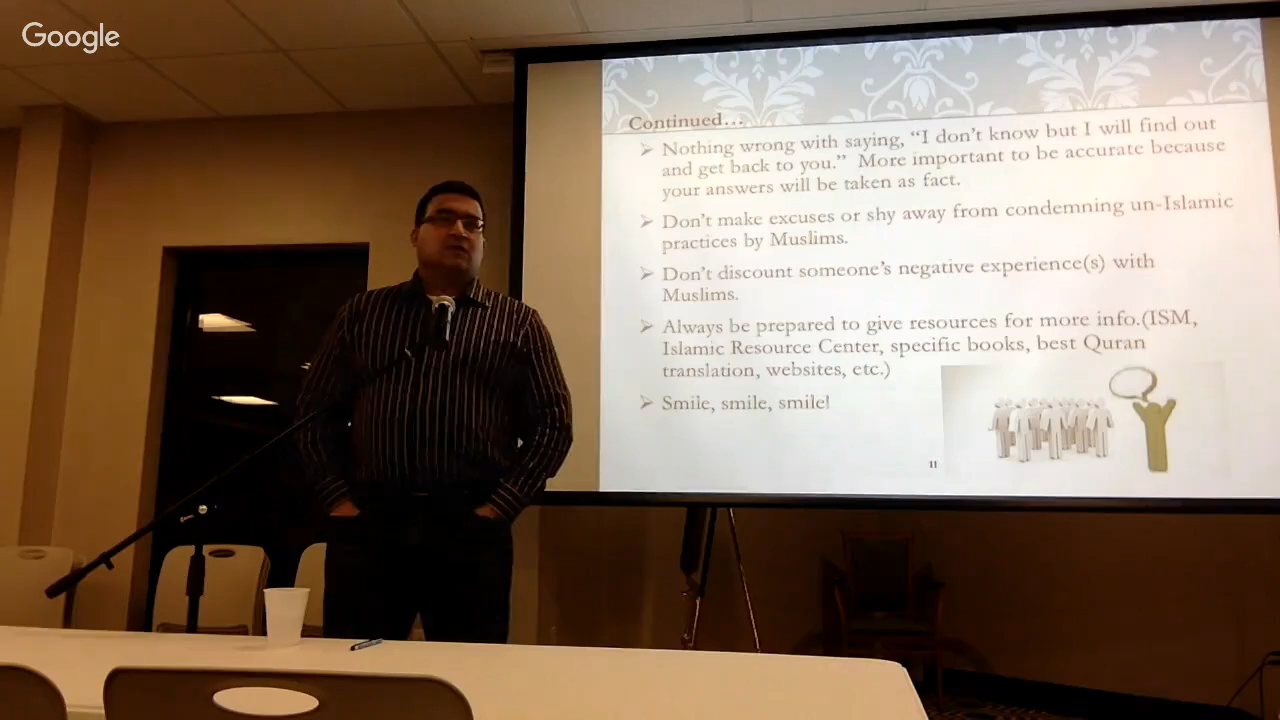 Google
Continued…
➢ Nothing wrong with saying, “I don’t know but I will find out
and get back to you.” More important to be accurate because
your answers will be taken as fact.
➢ Don’t make excuses or shy away from condemning un-Islamic
practices by Muslims.
➢ Don’t discount someone’s negative experience(s) with
Muslims.
➢ Always be prepared to give resources for more info.(ISM,
Islamic Resource Center, specific books, best Quran
translation, websites, etc.)
➢ Smile, smile, smile!
11